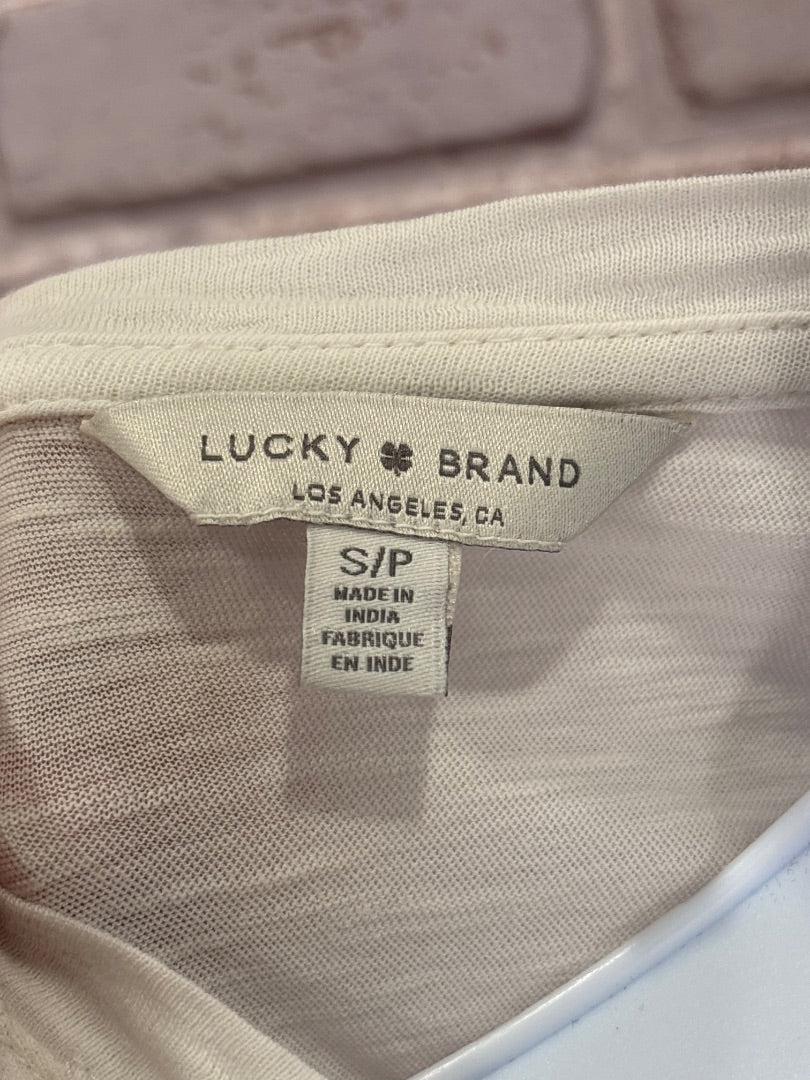 LUCKY BRAND
LOS ANGELES, CA
S/P
MADE IN
INDIA
FABRIQUE
EN INDE